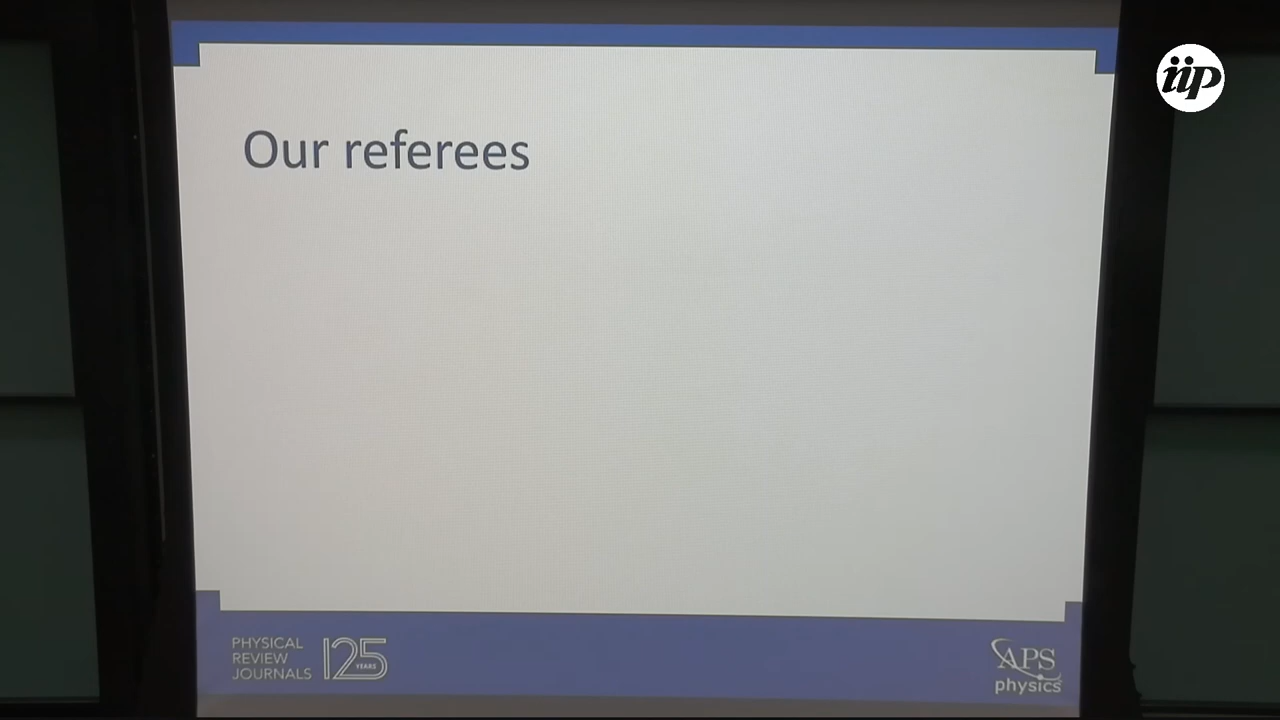 iip
Our referees
PHYSICAL
REVIEW
JOURNALS
125
YEARS
APS
physics